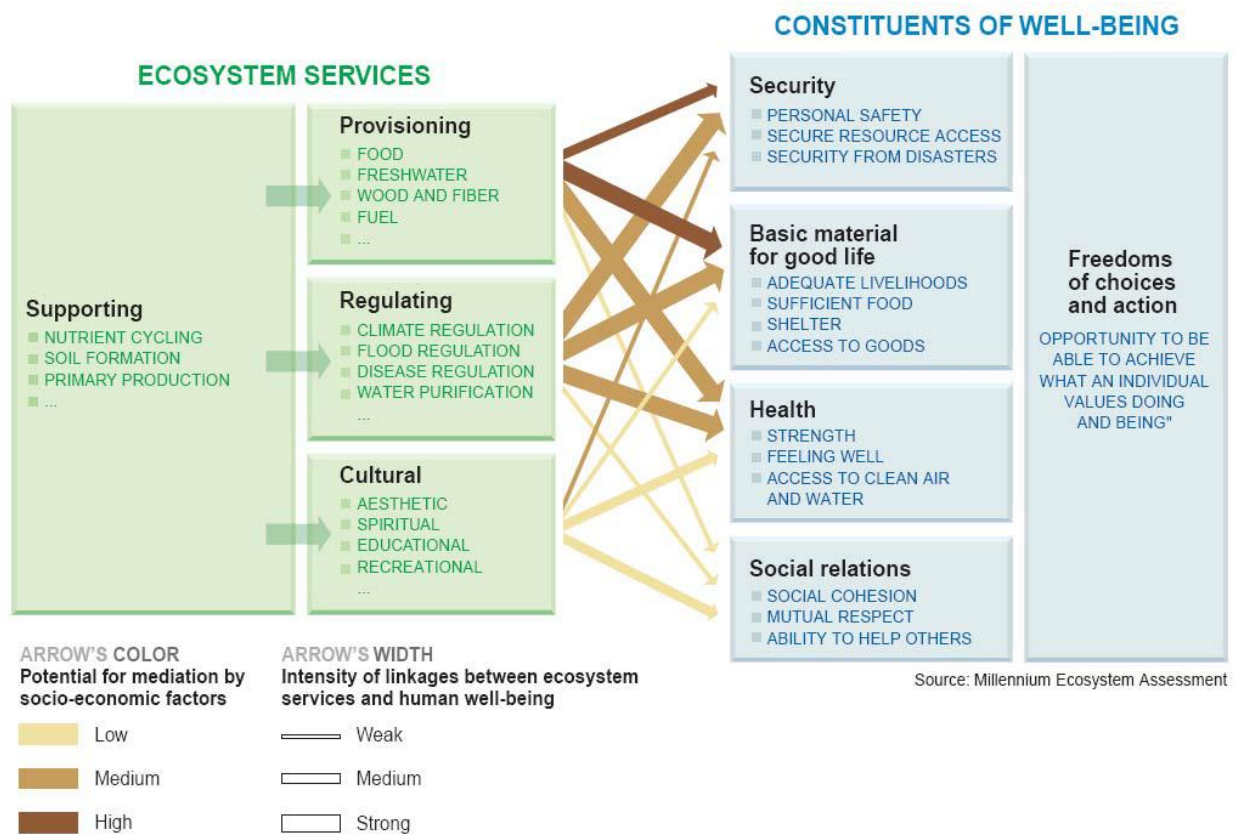 CONSTITUENTS OF WELL-BEING
ECOSYSTEM SERVICES
Supporting
NUTRIENT CYCLING
SOIL FORMATION
PRIMARY PRODUCTION
...
Provisioning
FOOD
FRESHWATER
WOOD AND FIBER
FUEL
...
Regulating
CLIMATE REGULATION
FLOOD REGULATION
DISEASE REGULATION
WATER PURIFICATION
...
Cultural
AESTHETIC
SPIRITUAL
EDUCATIONAL
RECREATIONAL
...
Security
PERSONAL SAFETY
SECURE RESOURCE ACCESS
SECURITY FROM DISASTERS
Basic material
for good life
ADEQUATE LIVELIHOODS
SUFFICIENT FOOD
SHELTER
ACCESS TO GOODS
Health
STRENGTH
FEELING WELL
ACCESS TO CLEAN AIR
AND WATER
Social relations
SOCIAL COHESION
MUTUAL RESPECT
ABILITY TO HELP OTHERS
Freedoms
of choices
and action
OPPORTUNITY TO BE
ABLE TO ACHIEVE
WHAT AN INDIVIDUAL
VALUES DOING
AND BEING"
Source: Millennium Ecosystem Assessment
ARROW'S COLOR
Potential for mediation by
socio-economic factors
Low
Medium
High
ARROW'S WIDTH
Intensity of linkages between ecosystem
services and human well-being
Weak
Medium
Strong